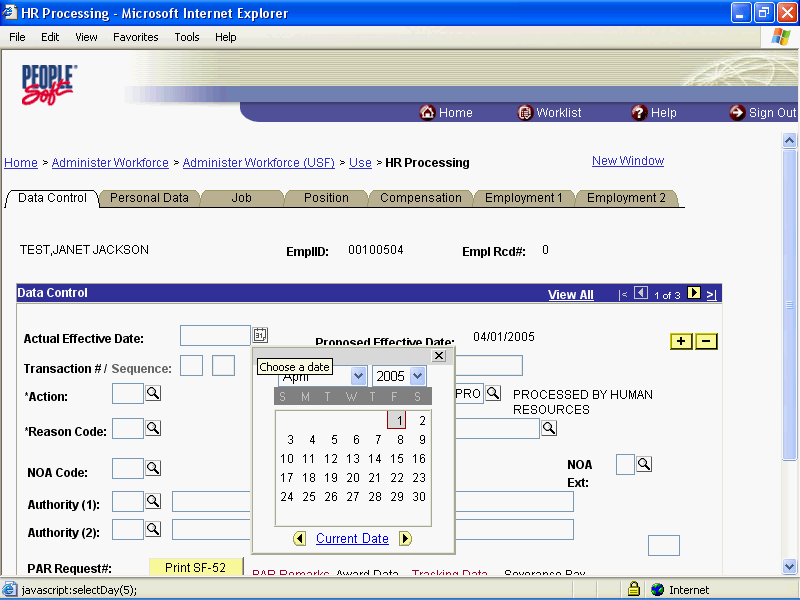 HR Processing - Microsoft Internet Explorer
File Edit View Favorites Tools Help
PEOPLE Soft
Home Worklist Help Sign Out
Home > Administer Workforce > Administer Workforce (USF) > Use > HR Processing New Window
Data Control Personal Data Job Position Compensation Employment 1 Employment 2
TEST,JANET JACKSON EmplID: 00100504 Empl Rcd#: 0
Data Control View All |< 1 of 3 >|
Actual Effective Date: 31 Proposed Effective Date: 04/01/2005 + −
Transaction # / Sequence:
Choose a date
April 2005
S M T W T F S
1 2
3 4 5 6 7 8 9
10 11 12 13 14 15 16
17 18 19 20 21 22 23
24 25 26 27 28 29 30
Current Date
*Action: PRO PROCESSED BY HUMAN
RESOURCES
*Reason Code:
NOA Code: NOA
Ext:
Authority (1):
Authority (2):
PAR Request#: Print SF-52 PAR Remarks Award Data Tracking Data Severance Pay
javascript:selectDay(5); Internet